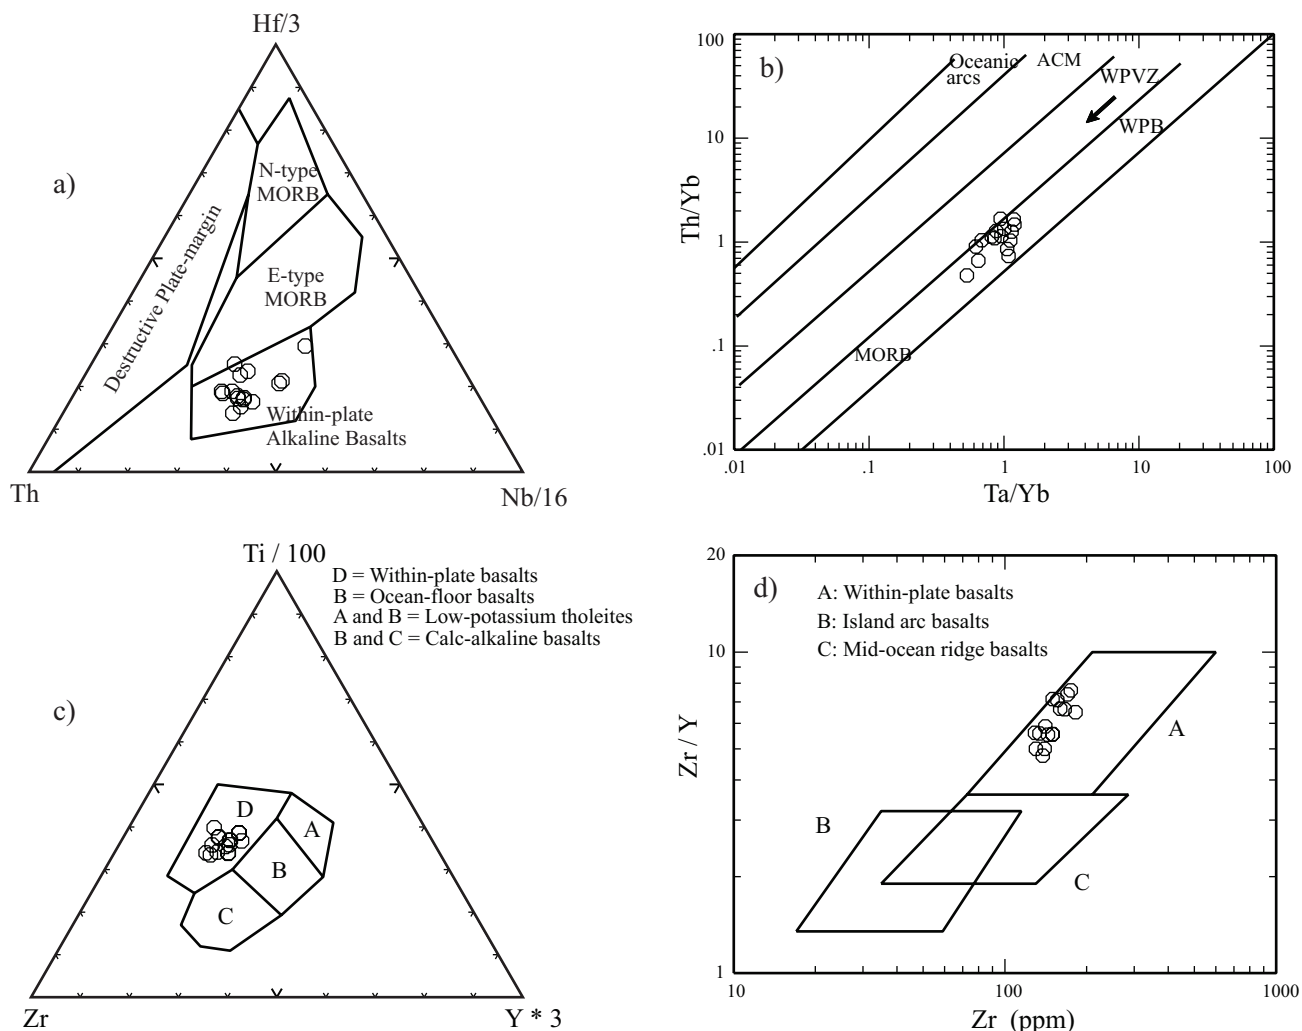 Hf/3
a)
N-type
MORB
Destructive Plate-margin
E-type
MORB
Within-plate
Alkaline Basalts
Th
Nb/16
b)
100
10
1
.1
.01
Th/Yb
Oceanic
arcs
ACM
WPVZ
WPB
MORB
.01
.1
1
10
100
Ta/Yb
Ti / 100
D = Within-plate basalts
B = Ocean-floor basalts
A and B = Low-potassium tholeites
B and C = Calc-alkaline basalts
c)
D
A
B
C
Zr
Y * 3
20
10
1
Zr / Y
d)
A: Within-plate basalts
B: Island arc basalts
C: Mid-ocean ridge basalts
A
B
C
10
100
1000
Zr (ppm)